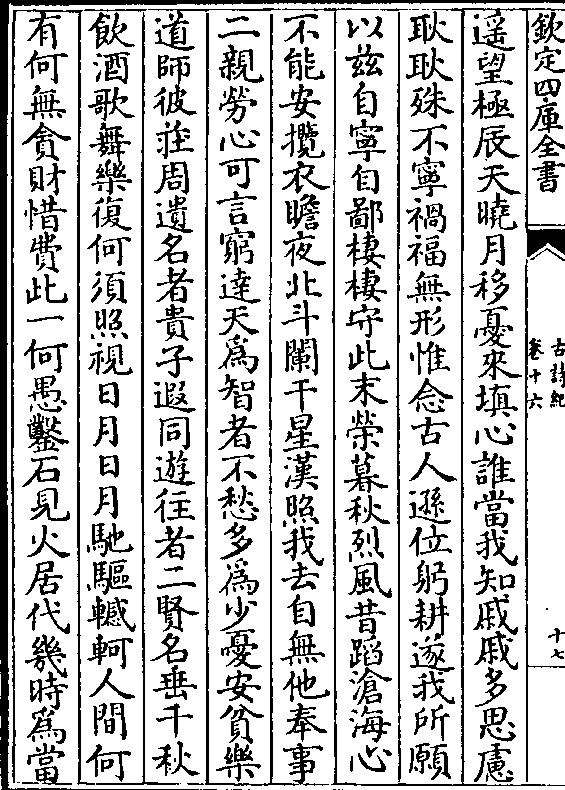 欽定四庫全書
古詩紀
卷十六
十七
遥望極辰天曉月移憂來填心誰當我知戚戚多思慮
耿耿殊不寧禍福無形惟念古人遜位躬耕遂我所願
以兹自寧自鄙棲棲守此末榮暮秋烈風昔蹈滄海心
不能安攬衣瞻夜北斗闌干星漢照我去自無他奉事
二親勞心可言窮達天爲智者不愁多爲少憂安貧樂
道師彼莊周遺名者貴子遐同遊往者二賢名垂千秋
飲酒歌舞樂復何須照視日月日月馳驅轗軻人間何
有何無貪財惜費此一何愚鑿石見火居代幾時爲當